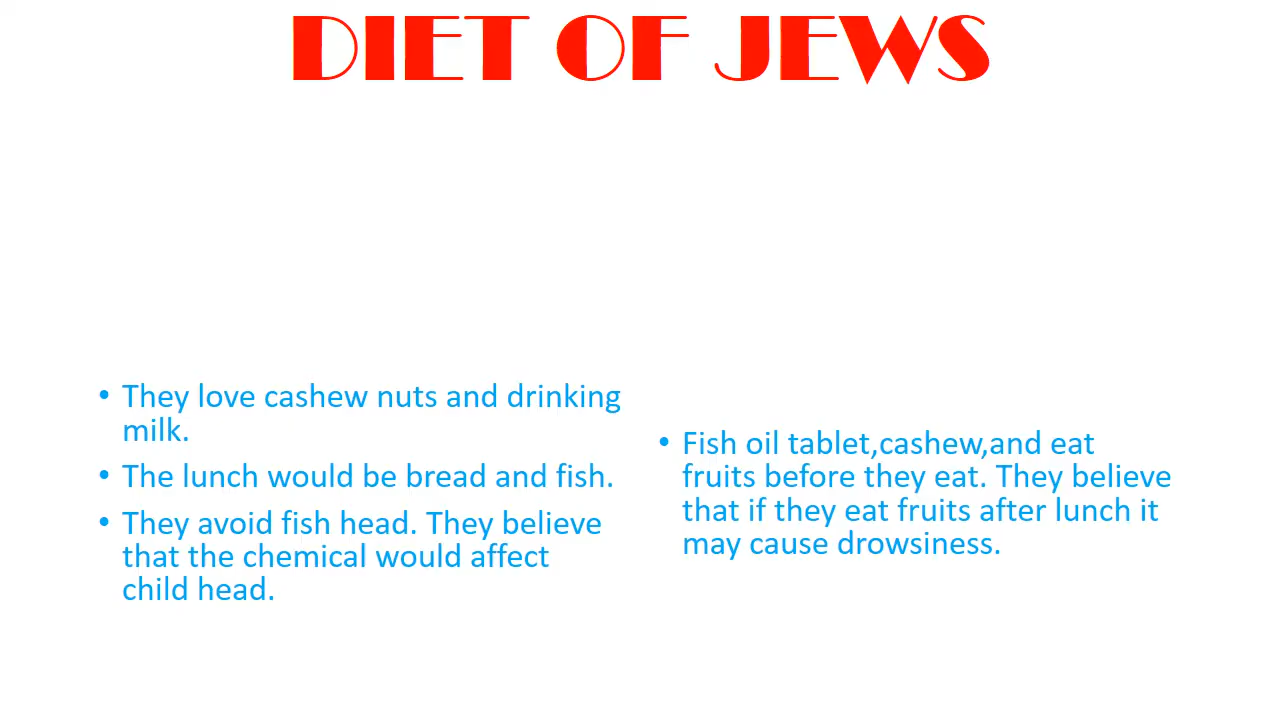 DIET OF JEWS
• They love cashew nuts and drinking
milk.
• The lunch would be bread and fish.
• They avoid fish head. They believe
that the chemical would affect
child head.
• Fish oil tablet,cashew,and eat
fruits before they eat. They believe
that if they eat fruits after lunch it
may cause drowsiness.